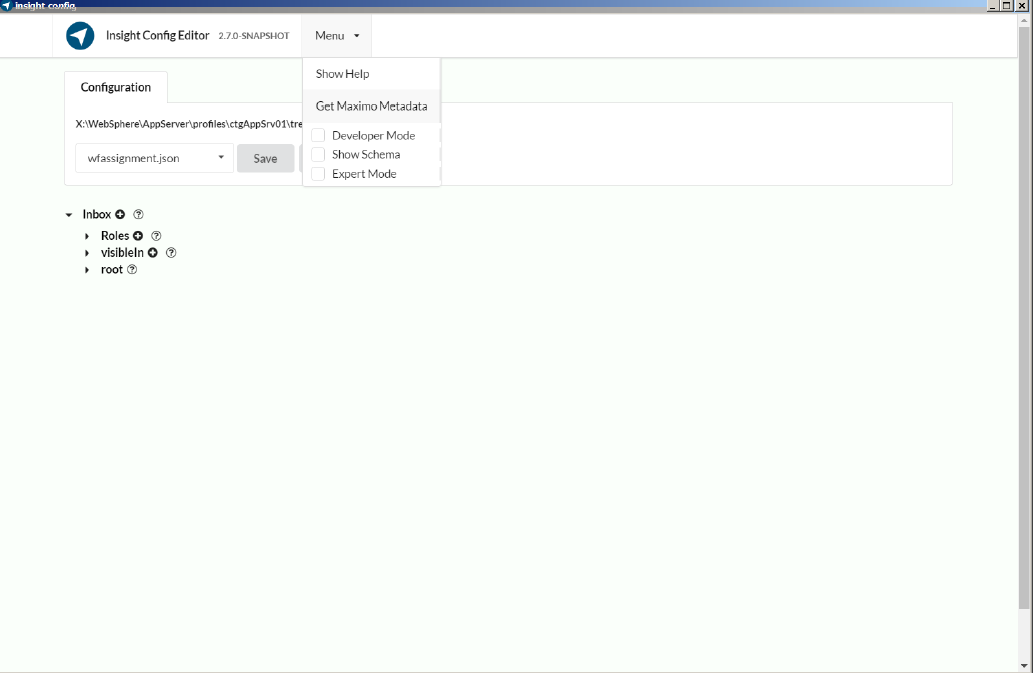 insight config
Insight Config Editor 2.7.0-SNAPSHOT Menu
Show Help
Configuration
Get Maximo Metadata
X:\WebSphere\AppServer\profiles\ctgAppSrv01\tre
Developer Mode
Show Schema
Expert Mode
wfassignment.json Save
Inbox
Roles
visibleIn
root